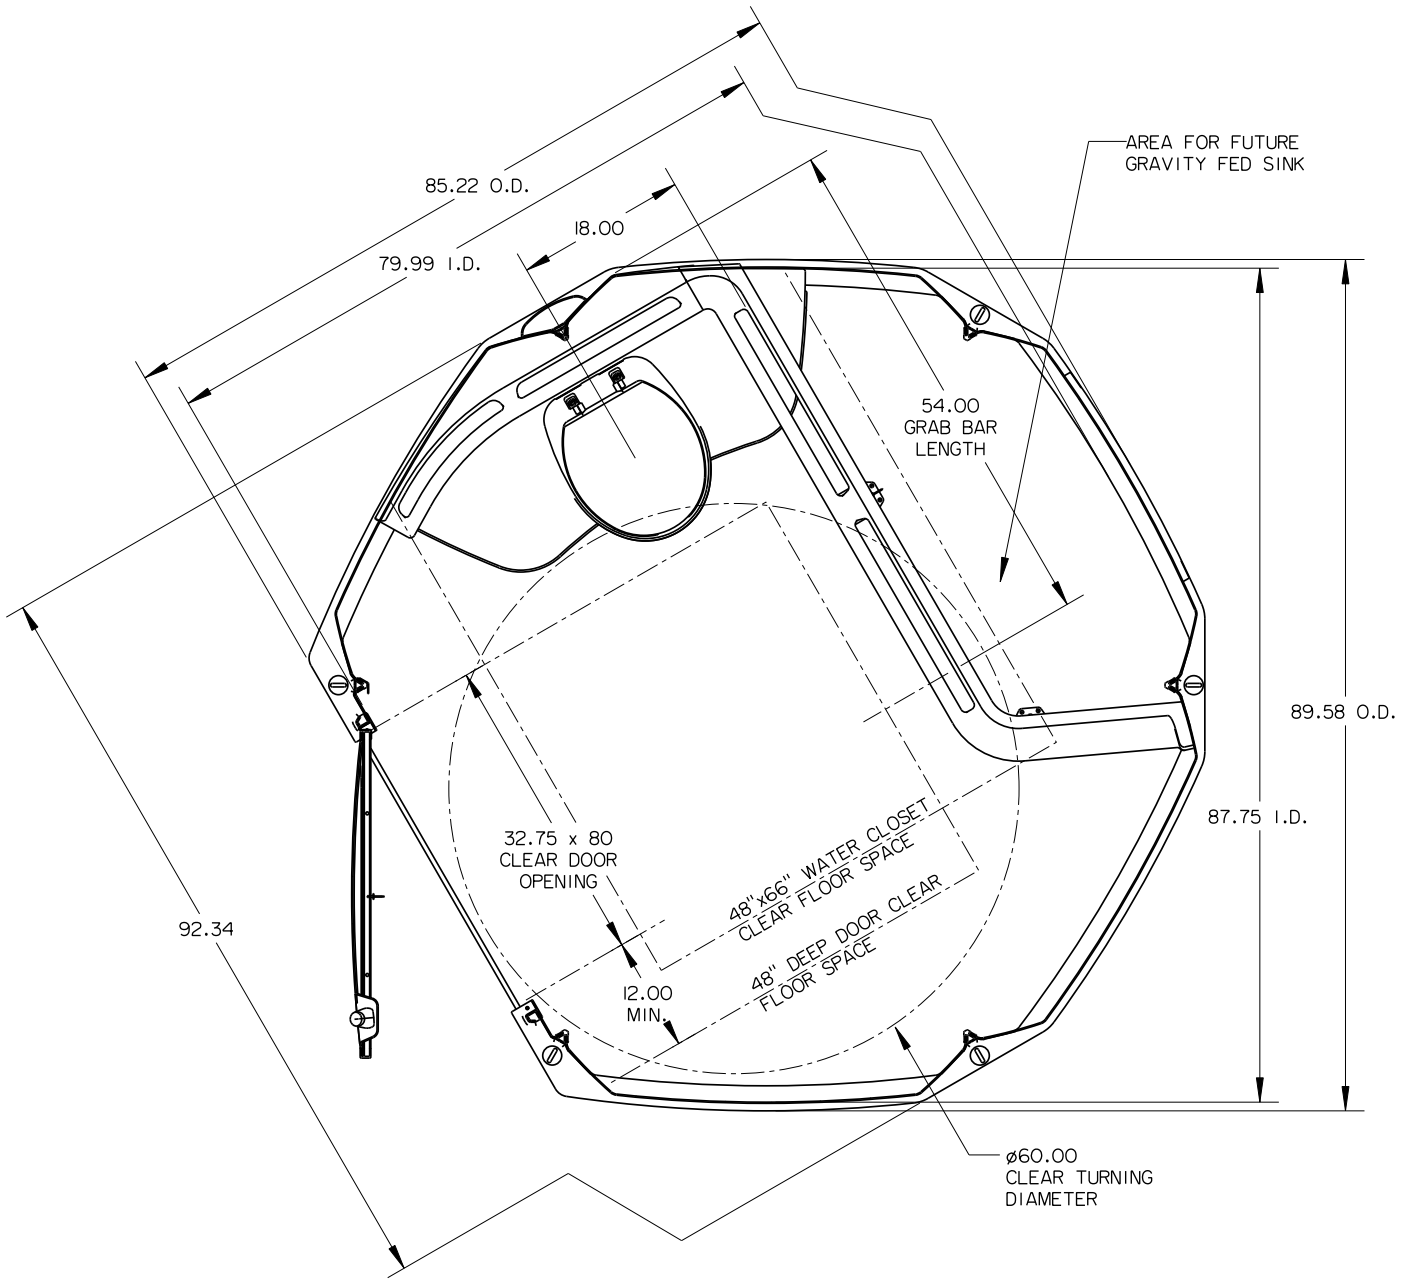 AREA FOR FUTURE
GRAVITY FED SINK
85.22 O.D.
18.00
79.99 I.D.
54.00
GRAB BAR
LENGTH
89.58 O.D.
87.75 I.D.
32.75 x 80
CLEAR DOOR
OPENING
48"x66" WATER CLOSET
CLEAR FLOOR SPACE
48" DEEP DOOR CLEAR
FLOOR SPACE
92.34
12.00
MIN.
ø60.00
CLEAR TURNING
DIAMETER